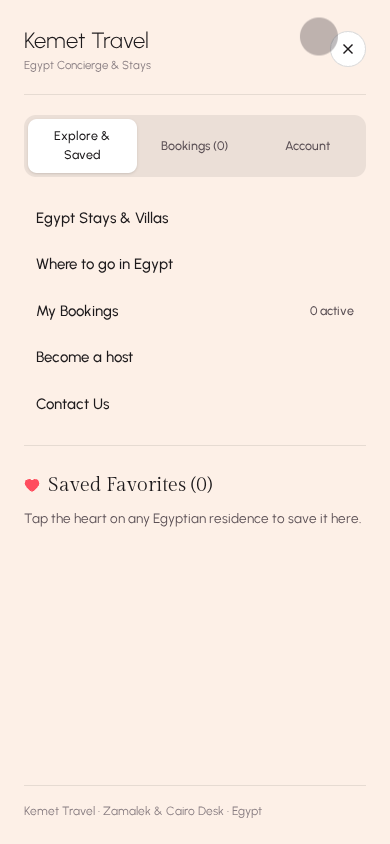 Kemet Travel
Egypt Concierge & Stays
Explore &
Saved
Bookings (0)
Account
Egypt Stays & Villas
Where to go in Egypt
My Bookings
0 active
Become a host
Contact Us
Saved Favorites (0)
Tap the heart on any Egyptian residence to save it here.
Kemet Travel · Zamalek & Cairo Desk · Egypt